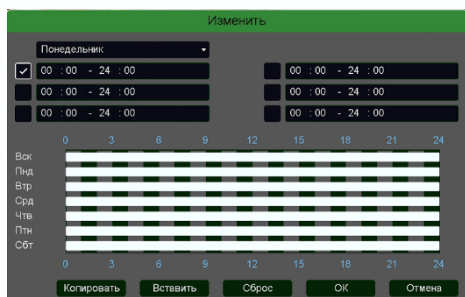 Изменить
Понедельник
00 :00 - 24 :00 00 :00 - 24 :00
00 :00 - 24 :00 00 :00 - 24 :00
00 :00 - 24 :00 00 :00 - 24 :00
0 3 6 9 12 15 18 21 24
Вск
Пнд
Втр
Срд
Чтв
Птн
Сбт
0 3 6 9 12 15 18 21 24
Копировать Вставить Сброс ОК Отмена